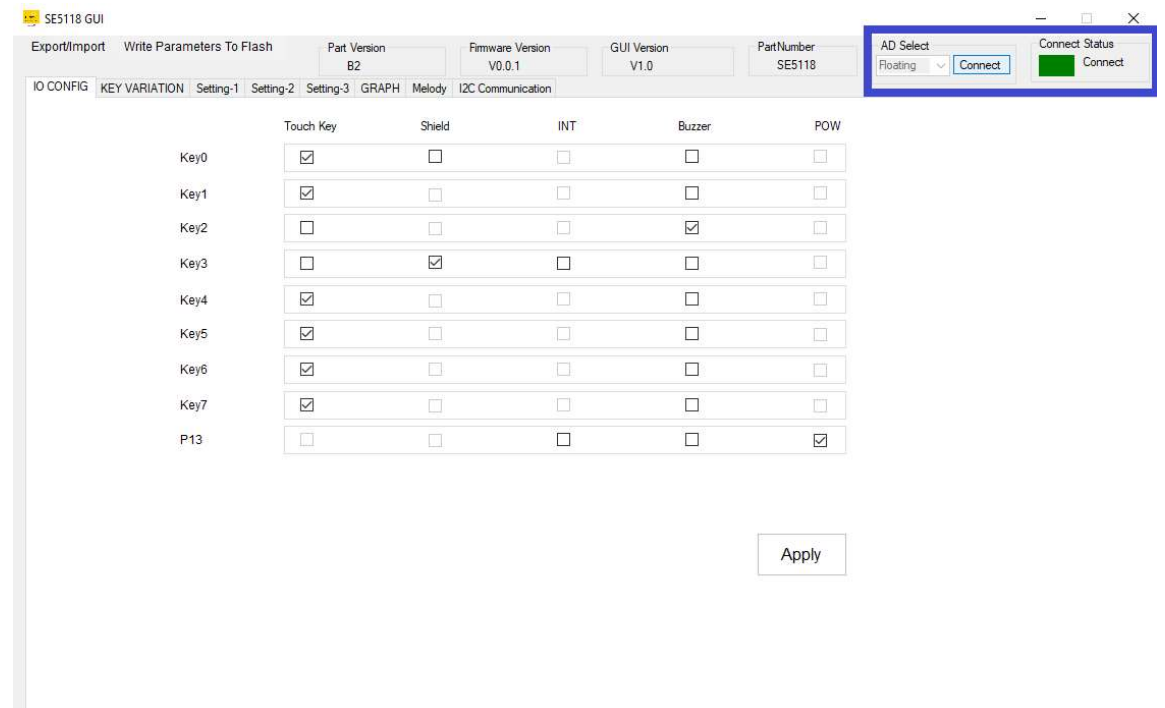 SE5118 GUI
Export/Import Write Parameters To Flash
Part Version
B2
Firmware Version
V0.0.1
GUI Version
V1.0
PartNumber
SE5118
AD Select
Floating Connect
Connect Status
Connect
IO CONFIG KEY VARIATION Setting-1 Setting-2 Setting-3 GRAPH Melody I2C Communication
Touch Key Shield INT Buzzer POW
Key0
Key1
Key2
Key3
Key4
Key5
Key6
Key7
P13
Apply